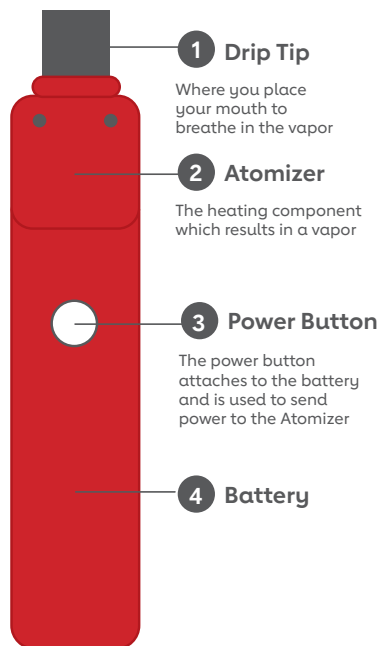 1 Drip Tip
Where you place
your mouth to
breathe in the vapor
2 Atomizer
The heating component
which results in a vapor
3 Power Button
The power button
attaches to the battery
and is used to send
power to the Atomizer
4 Battery